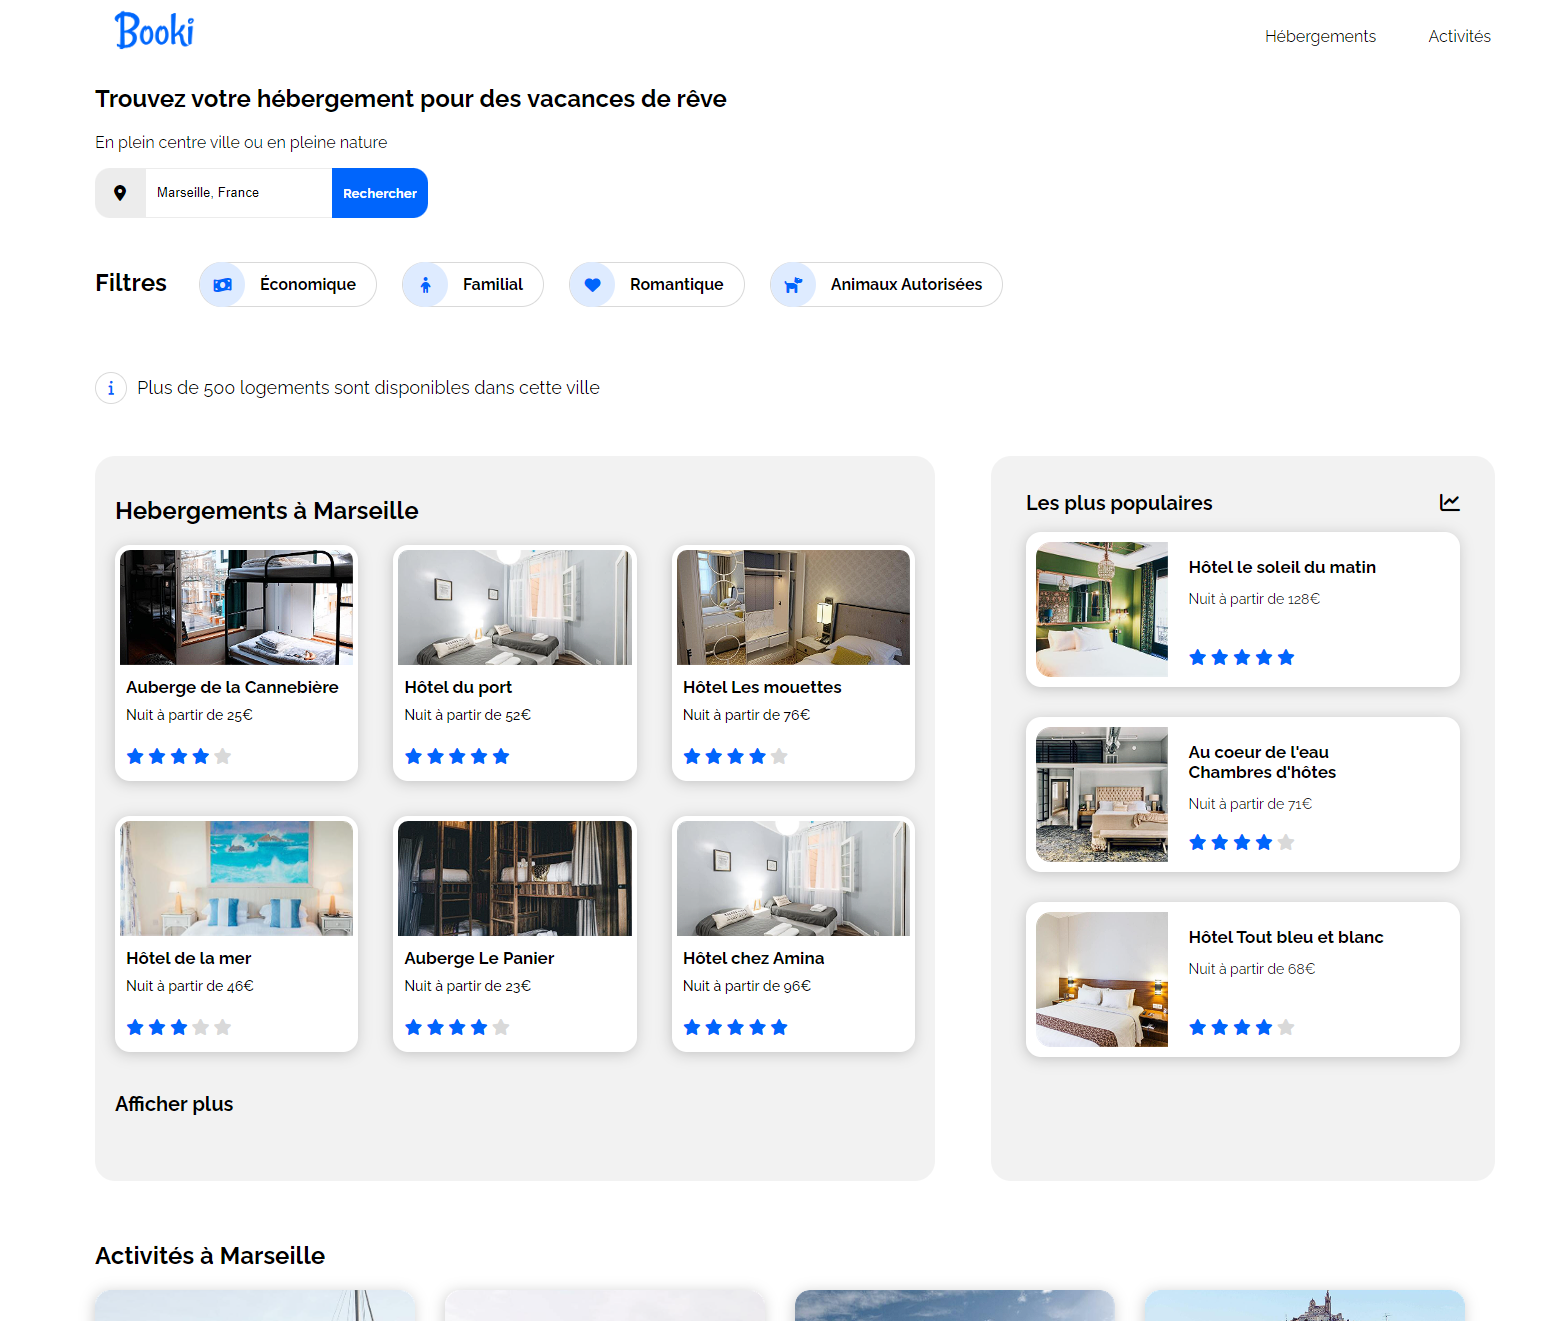 Booki
Hébergements
Activités
Trouvez votre hébergement pour des vacances de rêve
En plein centre ville ou en pleine nature
Marseille, France
Rechercher
Filtres
Économique
Familial
Romantique
Animaux Autorisées
Plus de 500 logements sont disponibles dans cette ville
Hebergements à Marseille
Auberge de la Cannebière
Nuit à partir de 25€
Hôtel du port
Nuit à partir de 52€
Hôtel Les mouettes
Nuit à partir de 76€
Hôtel de la mer
Nuit à partir de 46€
Auberge Le Panier
Nuit à partir de 23€
Hôtel chez Amina
Nuit à partir de 96€
Afficher plus
Les plus populaires
Hôtel le soleil du matin
Nuit à partir de 128€
Au coeur de l'eau
Chambres d'hôtes
Nuit à partir de 71€
Hôtel Tout bleu et blanc
Nuit à partir de 68€
Activités à Marseille